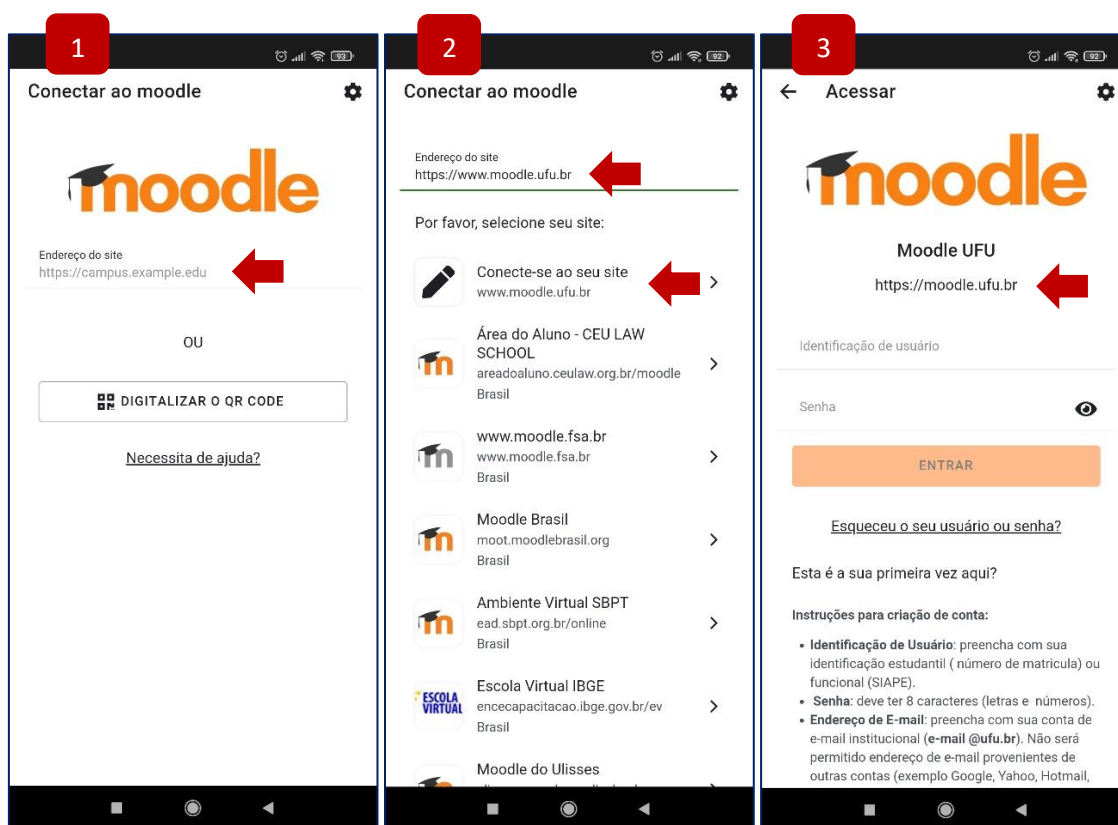 1
93
Conectar ao moodle
moodle
Endereço do site
https://campus.example.edu
OU
DIGITALIZAR O QR CODE
Necessita de ajuda?
2
92
Conectar ao moodle
Endereço do site
https://www.moodle.ufu.br
Por favor, selecione seu site:
Conecte-se ao seu site
www.moodle.ufu.br
Área do Aluno - CEU LAW
SCHOOL
areadoaluno.ceulaw.org.br/moodle
Brasil
www.moodle.fsa.br
www.moodle.fsa.br
Brasil
Moodle Brasil
moot.moodlebrasil.org
Brasil
Ambiente Virtual SBPT
ead.sbpt.org.br/online
Brasil
ESCOLA
VIRTUAL
Escola Virtual IBGE
encecapacitacao.ibge.gov.br/ev
Brasil
Moodle do Ulisses
3
92
Acessar
moodle
Moodle UFU
https://moodle.ufu.br
Identificação de usuário
Senha
ENTRAR
Esqueceu o seu usuário ou senha?
Esta é a sua primeira vez aqui?
Instruções para criação de conta:
• Identificação de Usuário: preencha com sua
identificação estudantil ( número de matricula) ou
funcional (SIAPE).
• Senha: deve ter 8 caracteres (letras e números).
• Endereço de E-mail: preencha com sua conta de
e-mail institucional (e-mail @ufu.br). Não será
permitido endereço de e-mail provenientes de
outras contas (exemplo Google, Yahoo, Hotmail,